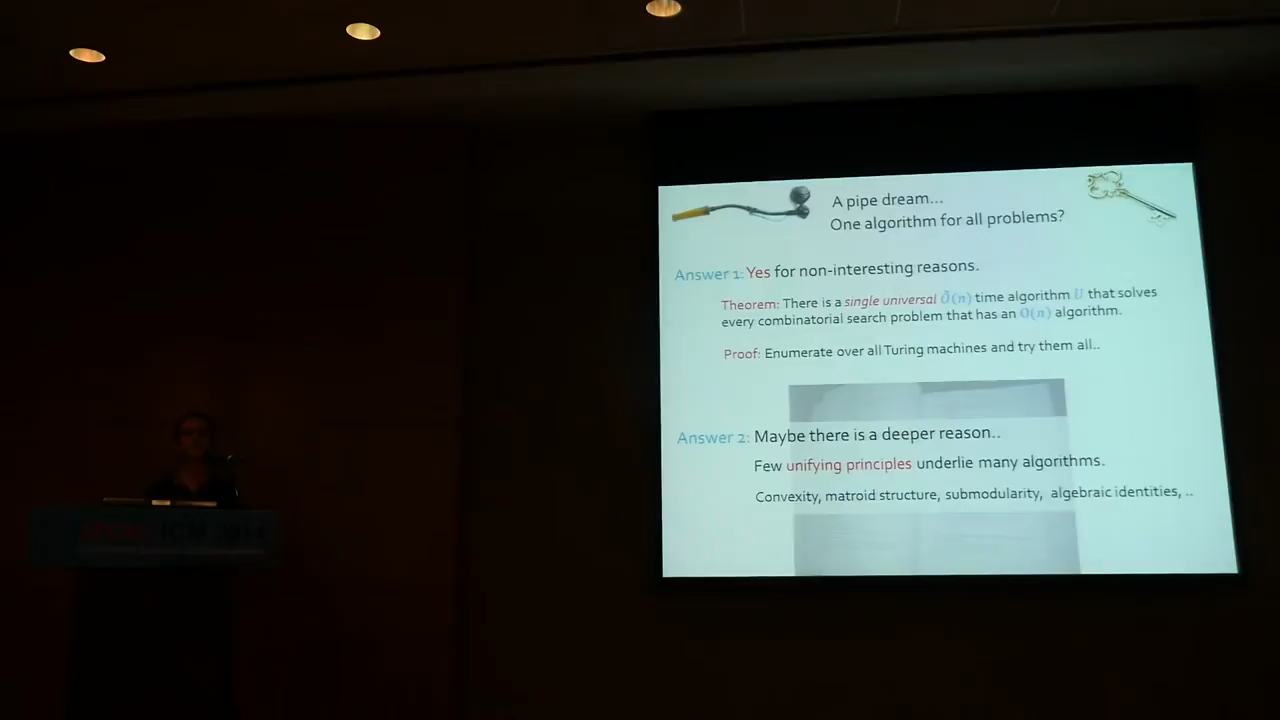 A pipe dream...
One algorithm for all problems?
Answer 1: Yes for non-interesting reasons.
Theorem: There is a single universal Õ(n) time algorithm U that solves
every combinatorial search problem that has an O(n) algorithm.
Proof: Enumerate over all Turing machines and try them all..
Answer 2: Maybe there is a deeper reason..
Few unifying principles underlie many algorithms.
Convexity, matroid structure, submodularity, algebraic identities, ..
ICM 2014